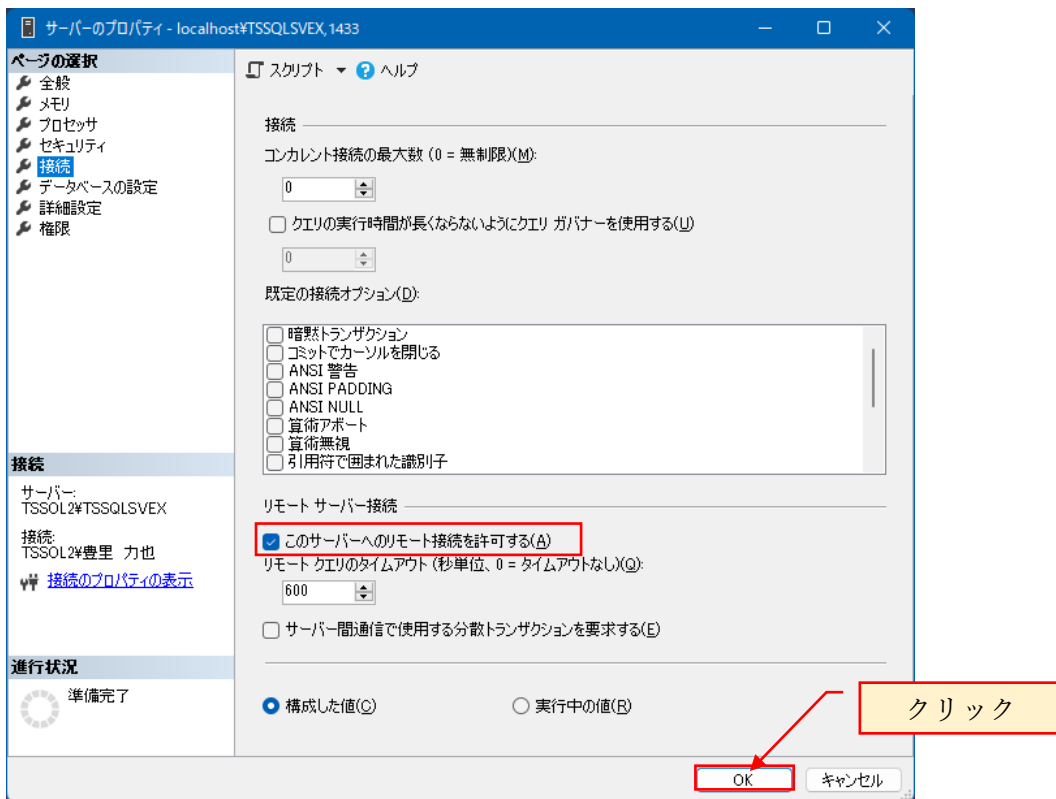 サーバーのプロパティ - localhost¥TSSQLSVEX,1433
ページの選択
全般
メモリ
プロセッサ
セキュリティ
接続
データベースの設定
詳細設定
権限
スクリプト
ヘルプ
接続
コンカレント接続の最大数 (0 = 無制限)(M):
0
クエリの実行時間が長くならないようにクエリ ガバナーを使用する(U)
0
既定の接続オプション(D):
暗黙トランザクション
コミットでカーソルを閉じる
ANSI 警告
ANSI PADDING
ANSI NULL
算術アボート
算術無視
引用符で囲まれた識別子
リモート サーバー接続
このサーバーへのリモート接続を許可する(A)
リモート クエリのタイムアウト (秒単位、0 = タイムアウトなし)(Q):
600
サーバー間通信で使用する分散トランザクションを要求する(E)
構成した値(C)
実行中の値(R)
接続
サーバー:
TSSOL2¥TSSQLSVEX
接続:
TSSOL2¥豊里 力也
接続のプロパティの表示
進行状況
準備完了
クリック
OK
キャンセル